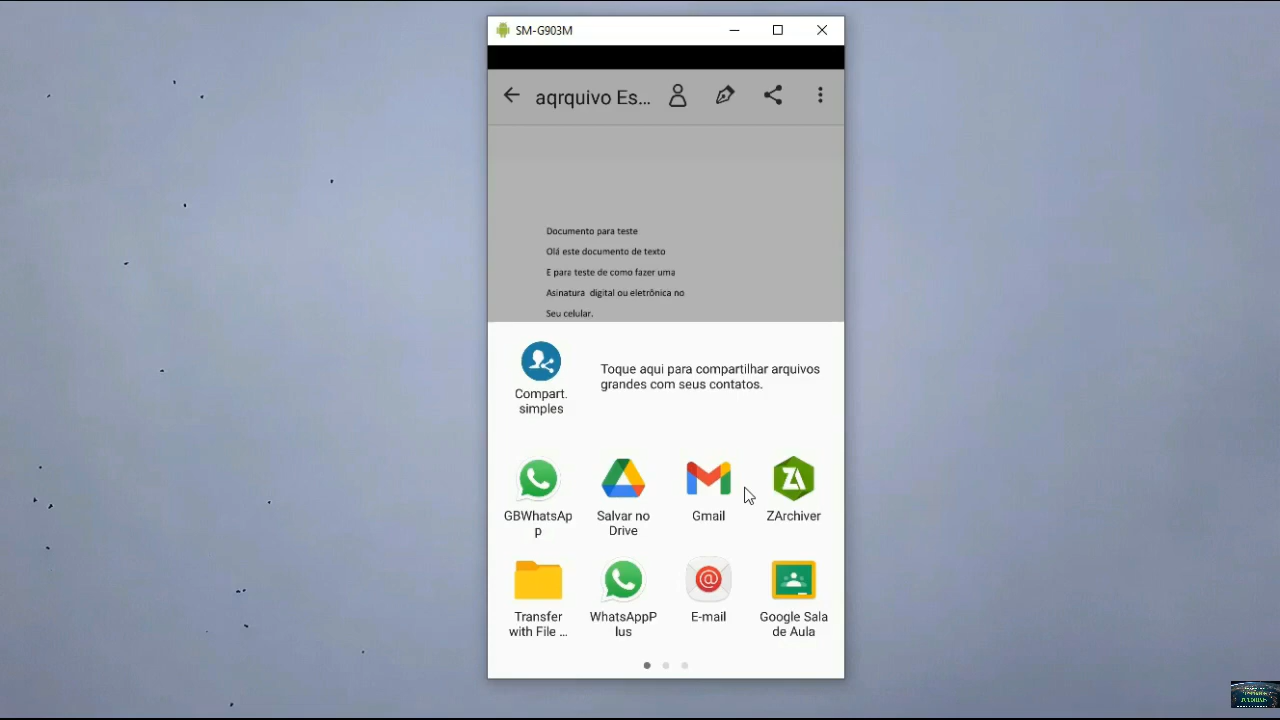 SM-G903M
aqrquivo Es...
Documento para teste
Olá este documento de texto
E para teste de como fazer uma
Asinatura digital ou eletrônica no
Seu celular.
Compart.
simples
Toque aqui para compartilhar arquivos
grandes com seus contatos.
GBWhatsAp
p
Salvar no
Drive
Gmail
ZArchiver
Transfer
with File ...
WhatsAppP
lus
E-mail
Google Sala
de Aula